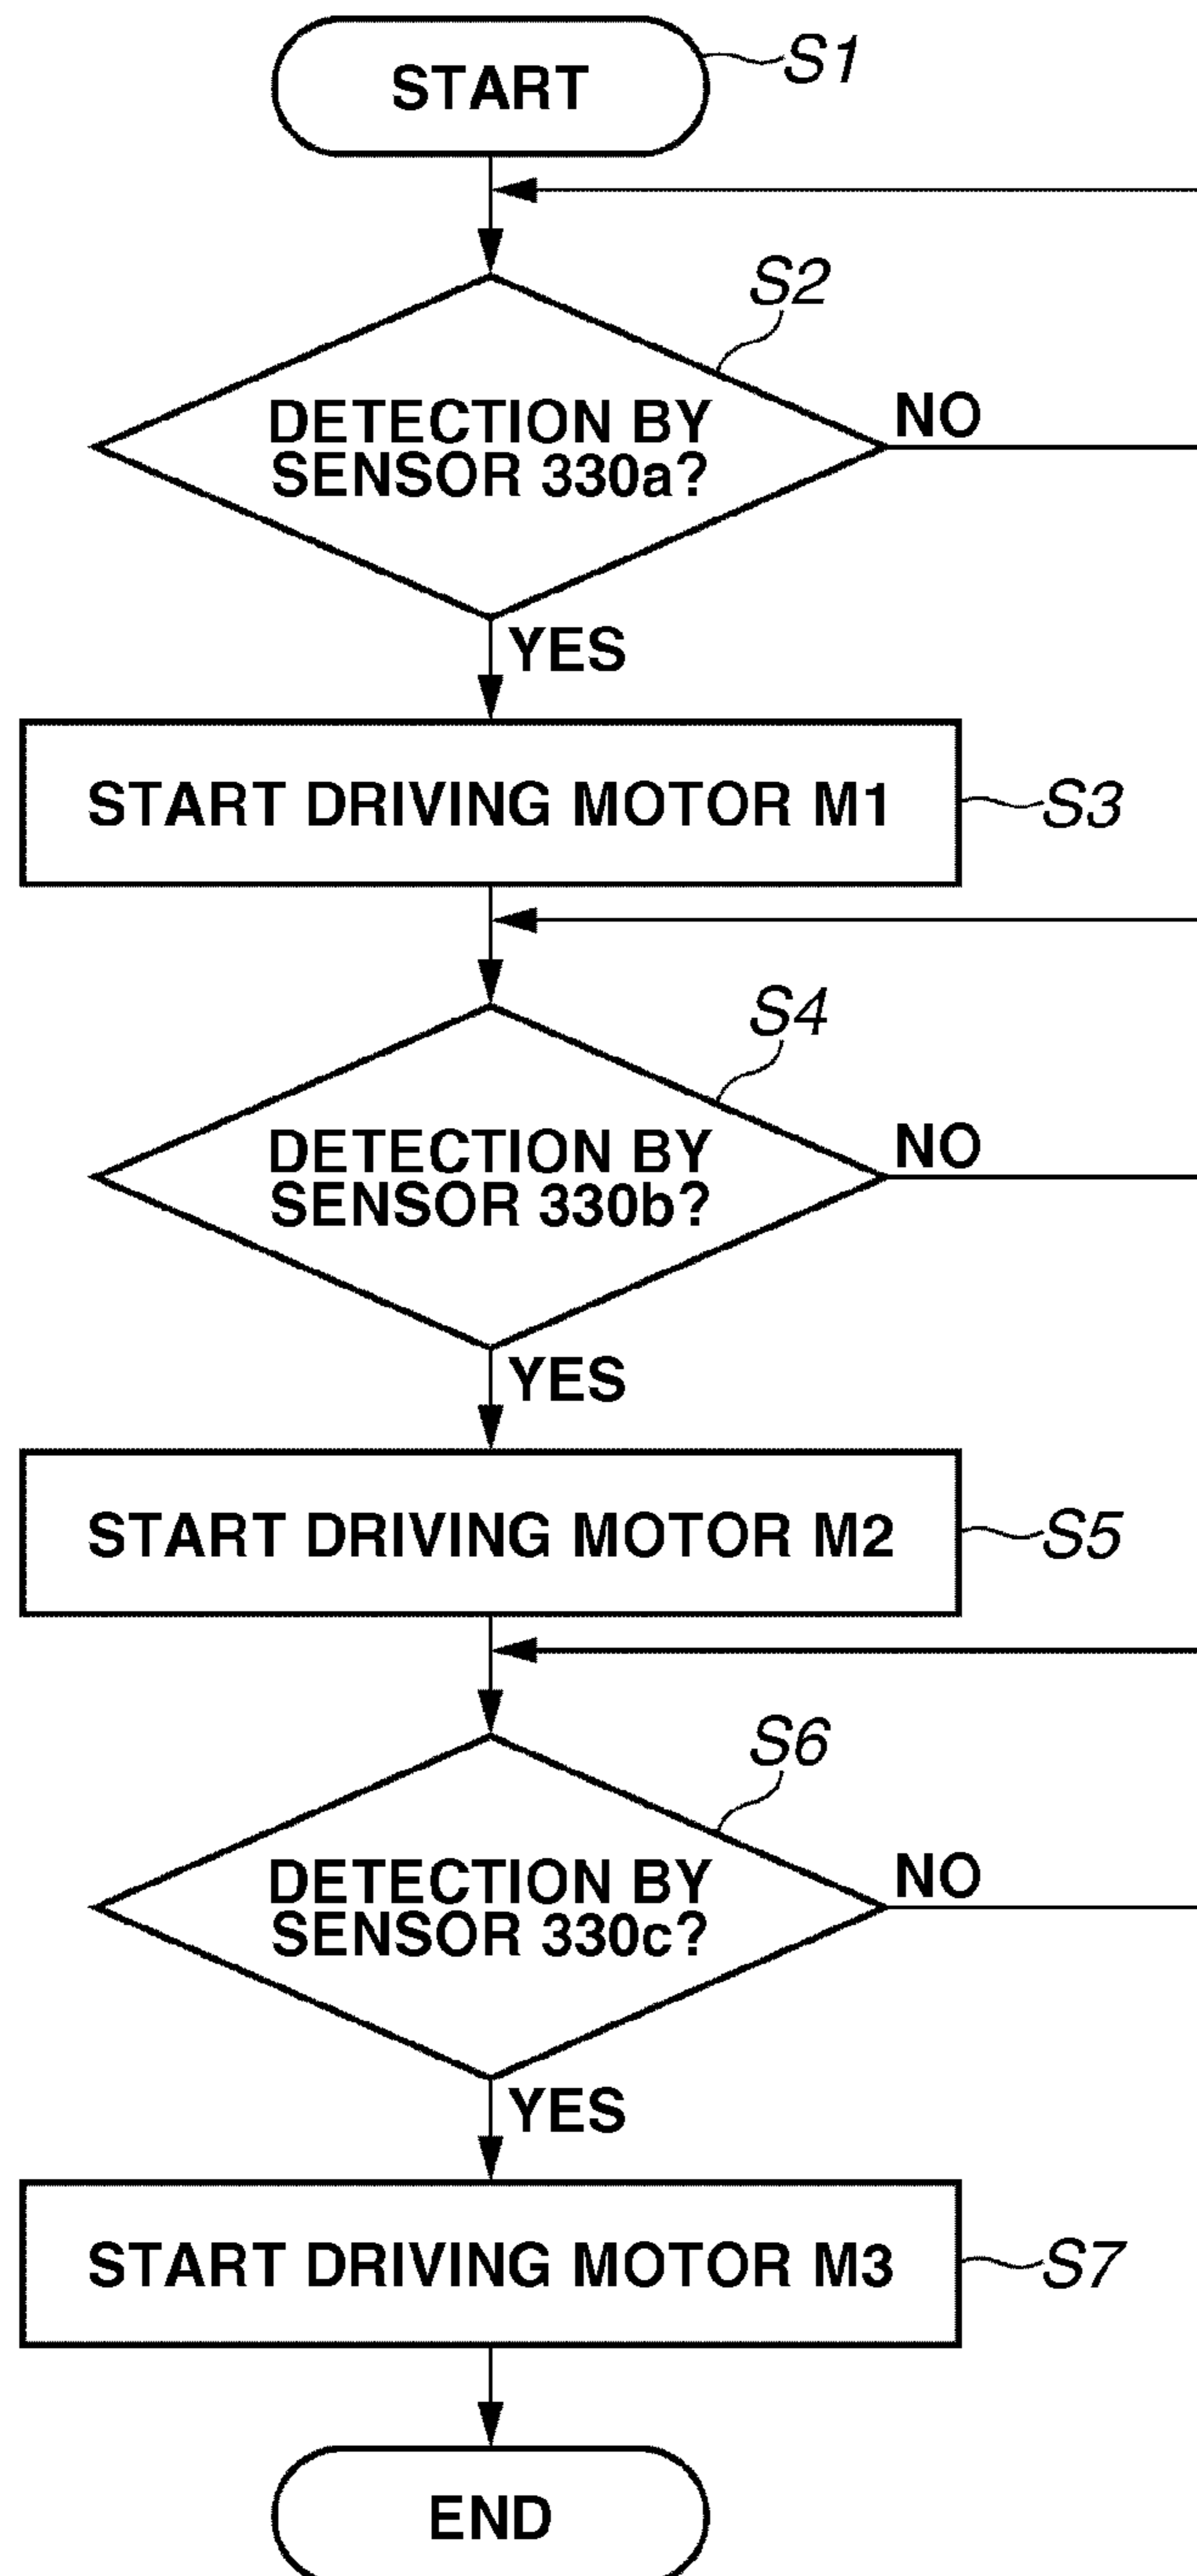 START
S1
S2
DETECTION BY
SENSOR 330a?
NO
YES
START DRIVING MOTOR M1
S3
S4
DETECTION BY
SENSOR 330b?
NO
YES
START DRIVING MOTOR M2
S5
S6
DETECTION BY
SENSOR 330c?
NO
YES
START DRIVING MOTOR M3
S7
END